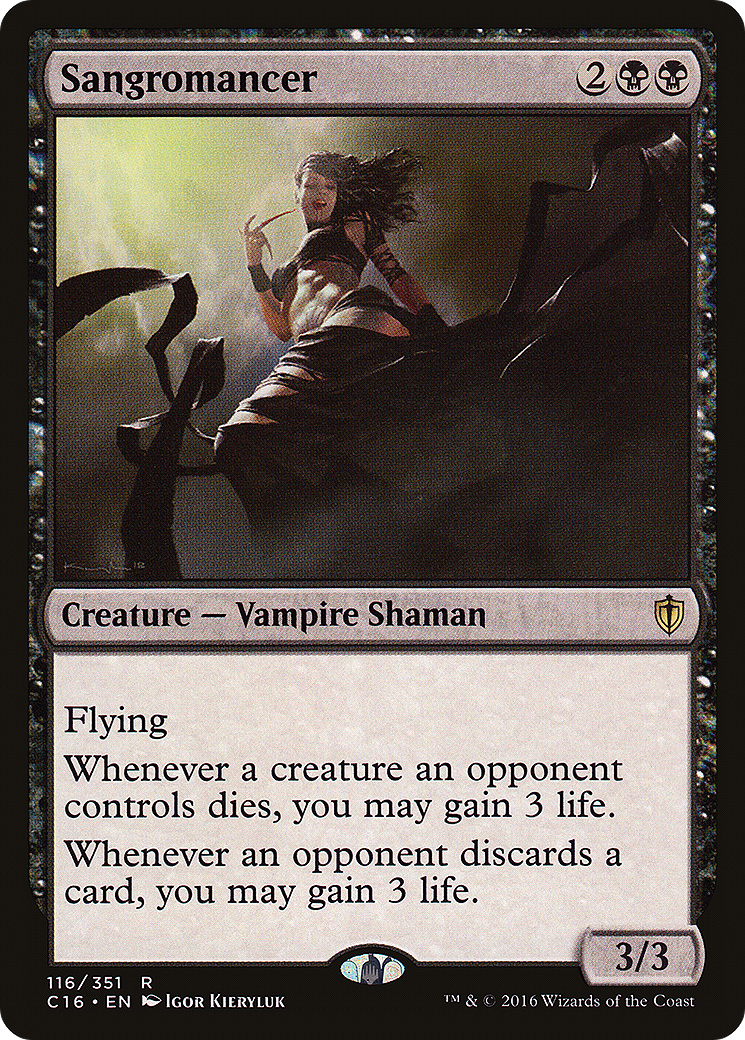 Sangromancer 2
Creature — Vampire Shaman
Flying
Whenever a creature an opponent
controls dies, you may gain 3 life.
Whenever an opponent discards a
card, you may gain 3 life.
3/3
116/351 R
C16 • EN Igor Kieryluk
™ & © 2016 Wizards of the Coast